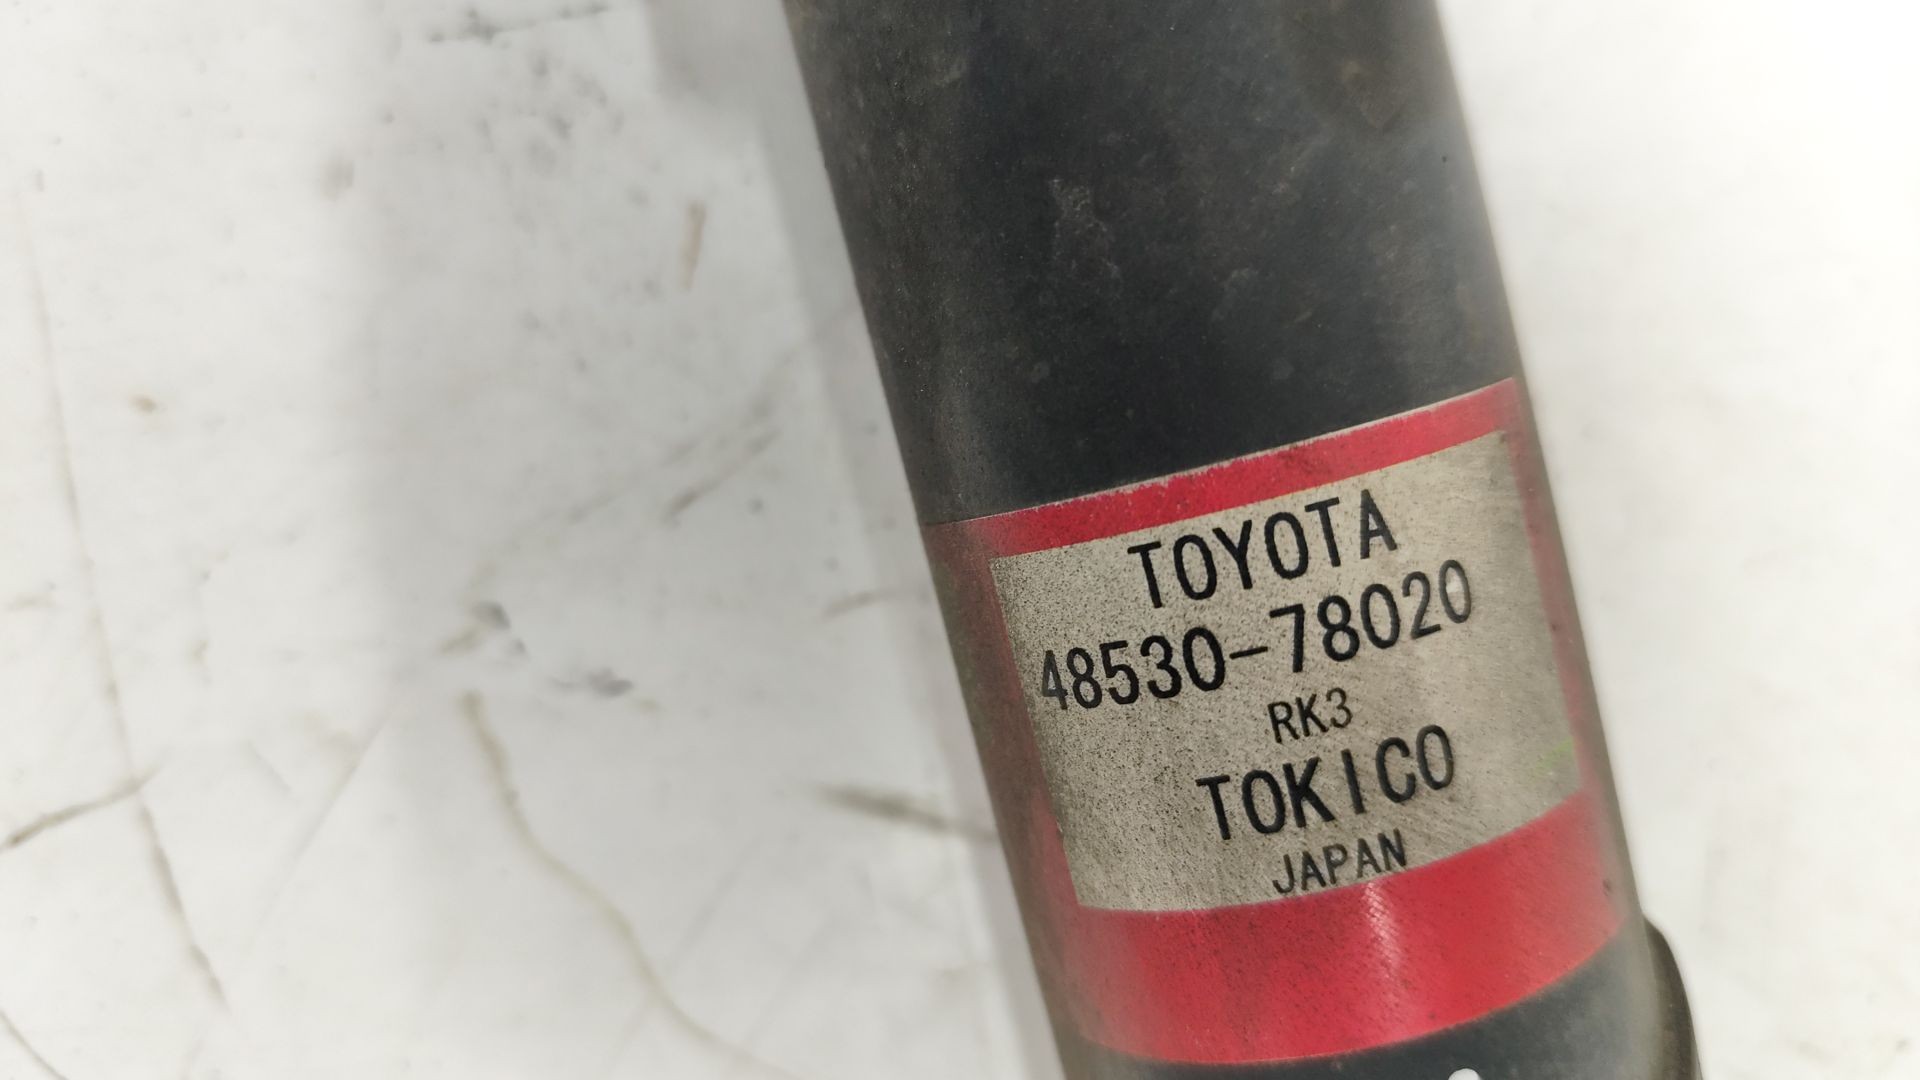 TOYOTA
48530-78020
RK3
TOKICO
JAPAN